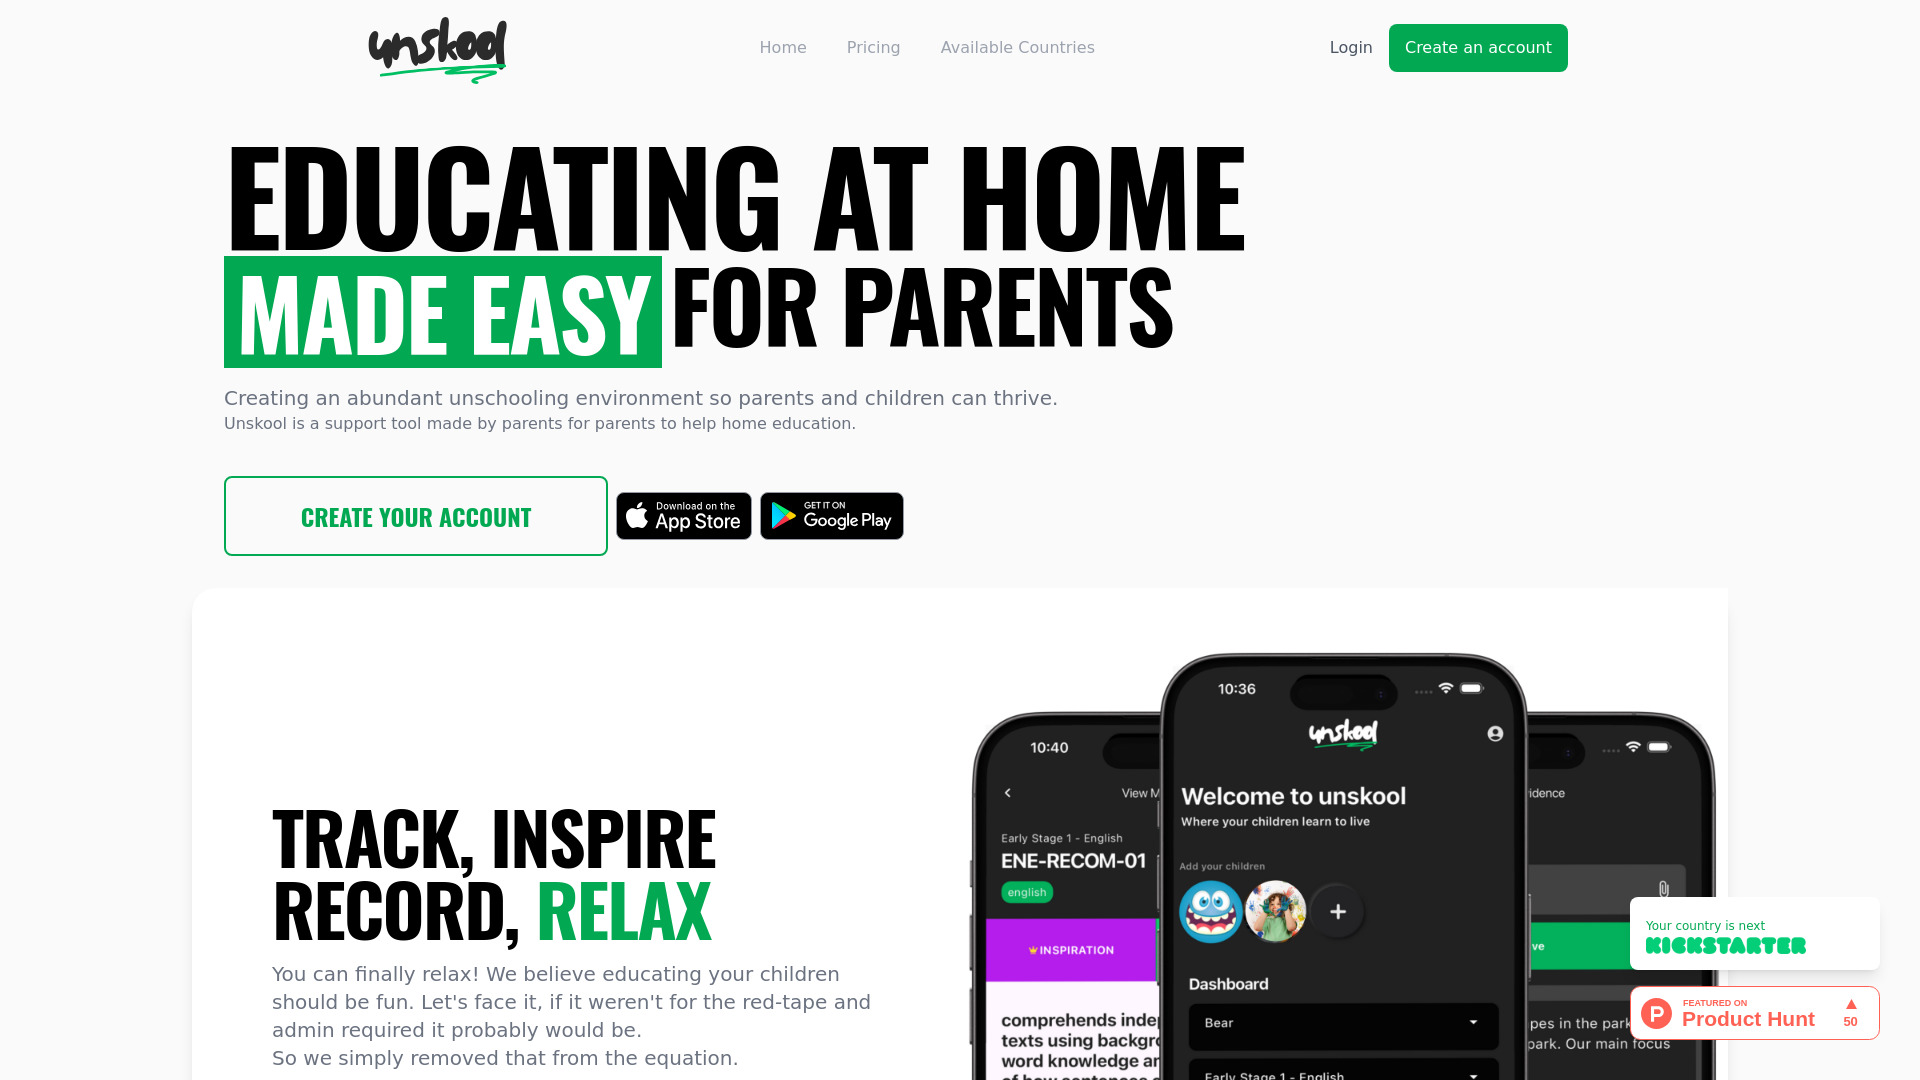 unskool
Home
Pricing
Available Countries
Login
Create an account
EDUCATING AT HOME
MADE EASY FOR PARENTS
Creating an abundant unschooling environment so parents and children can thrive.
Unskool is a support tool made by parents for parents to help home education.
CREATE YOUR ACCOUNT
Download on the
App Store
GET IT ON
Google Play
TRACK, INSPIRE
RECORD, RELAX
You can finally relax! We believe educating your children
should be fun. Let's face it, if it weren't for the red-tape and
admin required it probably would be.
So we simply removed that from the equation.
10:40
View M
Early Stage 1 - English
ENE-RECOM-01
english
INSPIRATION
comprehends indep
texts using backgro
word knowledge an
10:36
unskool
Welcome to unskool
Where your children learn to live
Add your children
Dashboard
Bear
Early Stage 1 - English
idence
ve
pes in the park
park. Our main focus
Your country is next
KICKSTARTER
FEATURED ON
Product Hunt
50